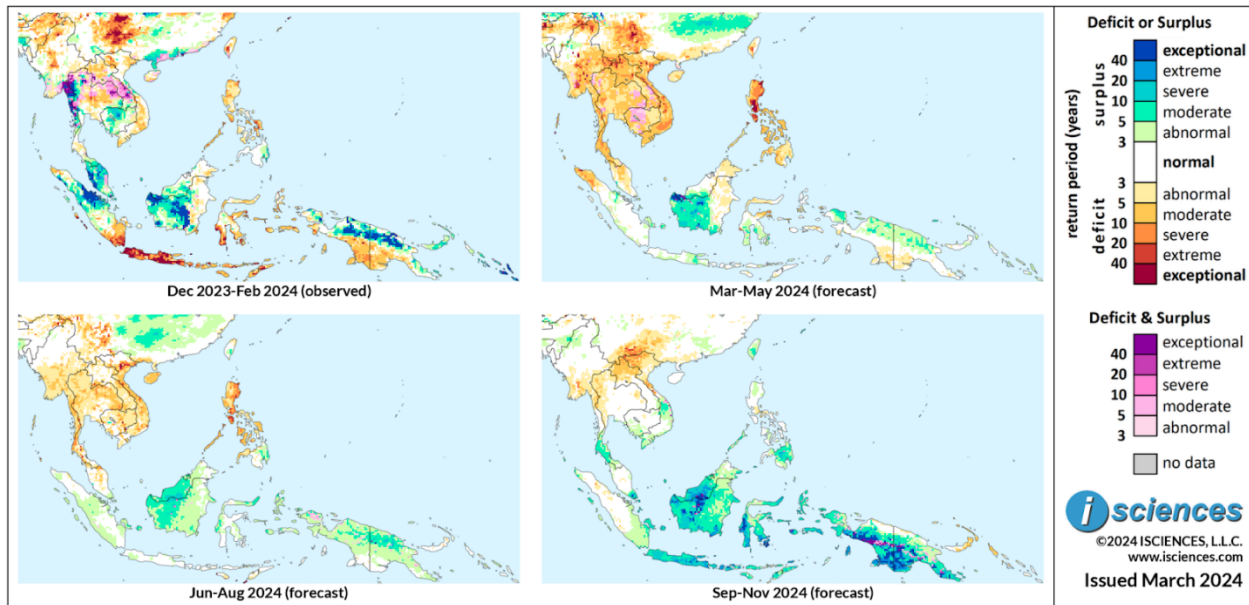 Dec 2023-Feb 2024 (observed)
Mar-May 2024 (forecast)
Jun-Aug 2024 (forecast)
Sep-Nov 2024 (forecast)
Deficit or Surplus
return period (years)
surplus
deficit
exceptional
40
extreme
20
severe
10
moderate
5
abnormal
3
normal
3
abnormal
5
moderate
10
severe
20
extreme
40
exceptional
Deficit & Surplus
exceptional
40
extreme
20
severe
10
moderate
5
abnormal
3
no data
i sciences
©2024 ISCIENCES, L.L.C.
www.isciences.com
Issued March 2024